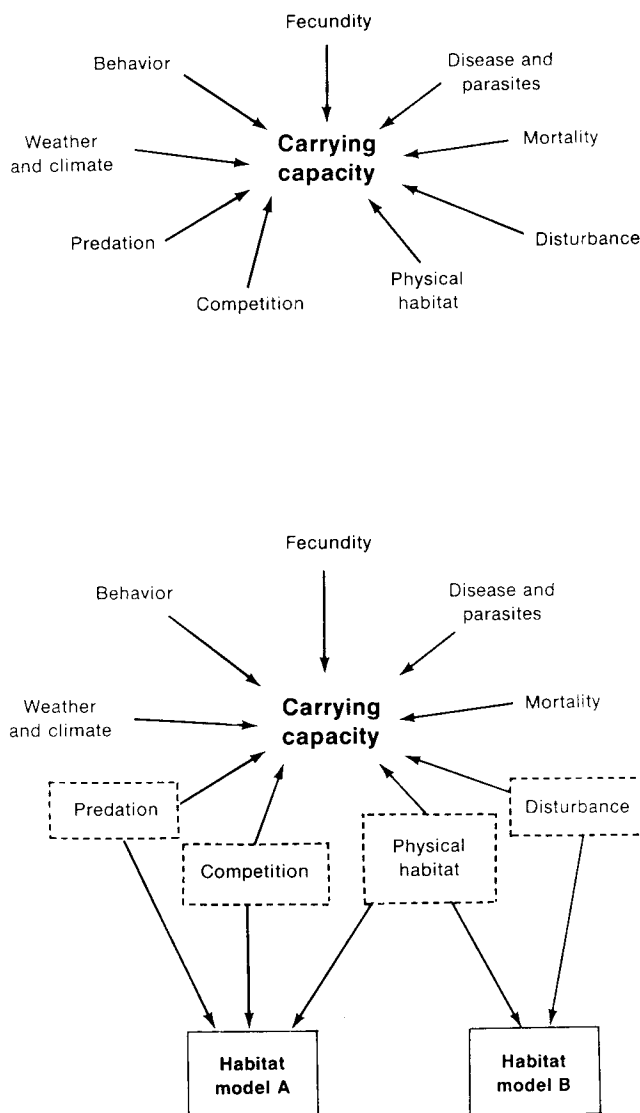 Fecundity
Behavior
Disease and
parasites
Weather
and climate
Carrying
capacity
Mortality
Predation
Disturbance
Competition
Physical
habitat
Fecundity
Behavior
Disease and
parasites
Weather
and climate
Carrying
capacity
Mortality
Predation
Disturbance
Competition
Physical
habitat
Habitat
model A
Habitat
model B